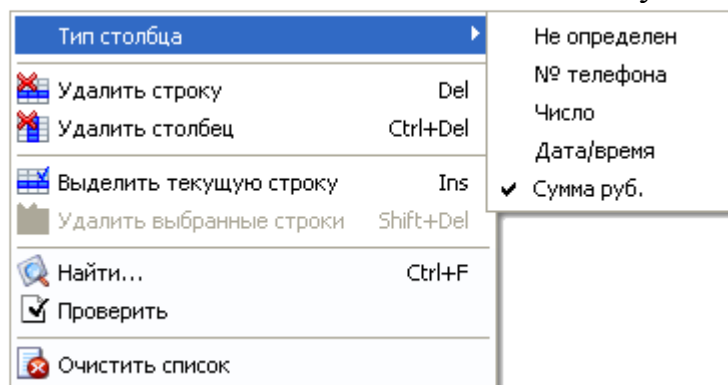 Тип столбца
Удалить строку Del
Удалить столбец Ctrl+Del
Выделить текущую строку Ins
Удалить выбранные строки Shift+Del
Найти... Ctrl+F
Проверить
Очистить список
Не определен
№ телефона
Число
Дата/время
Сумма руб.